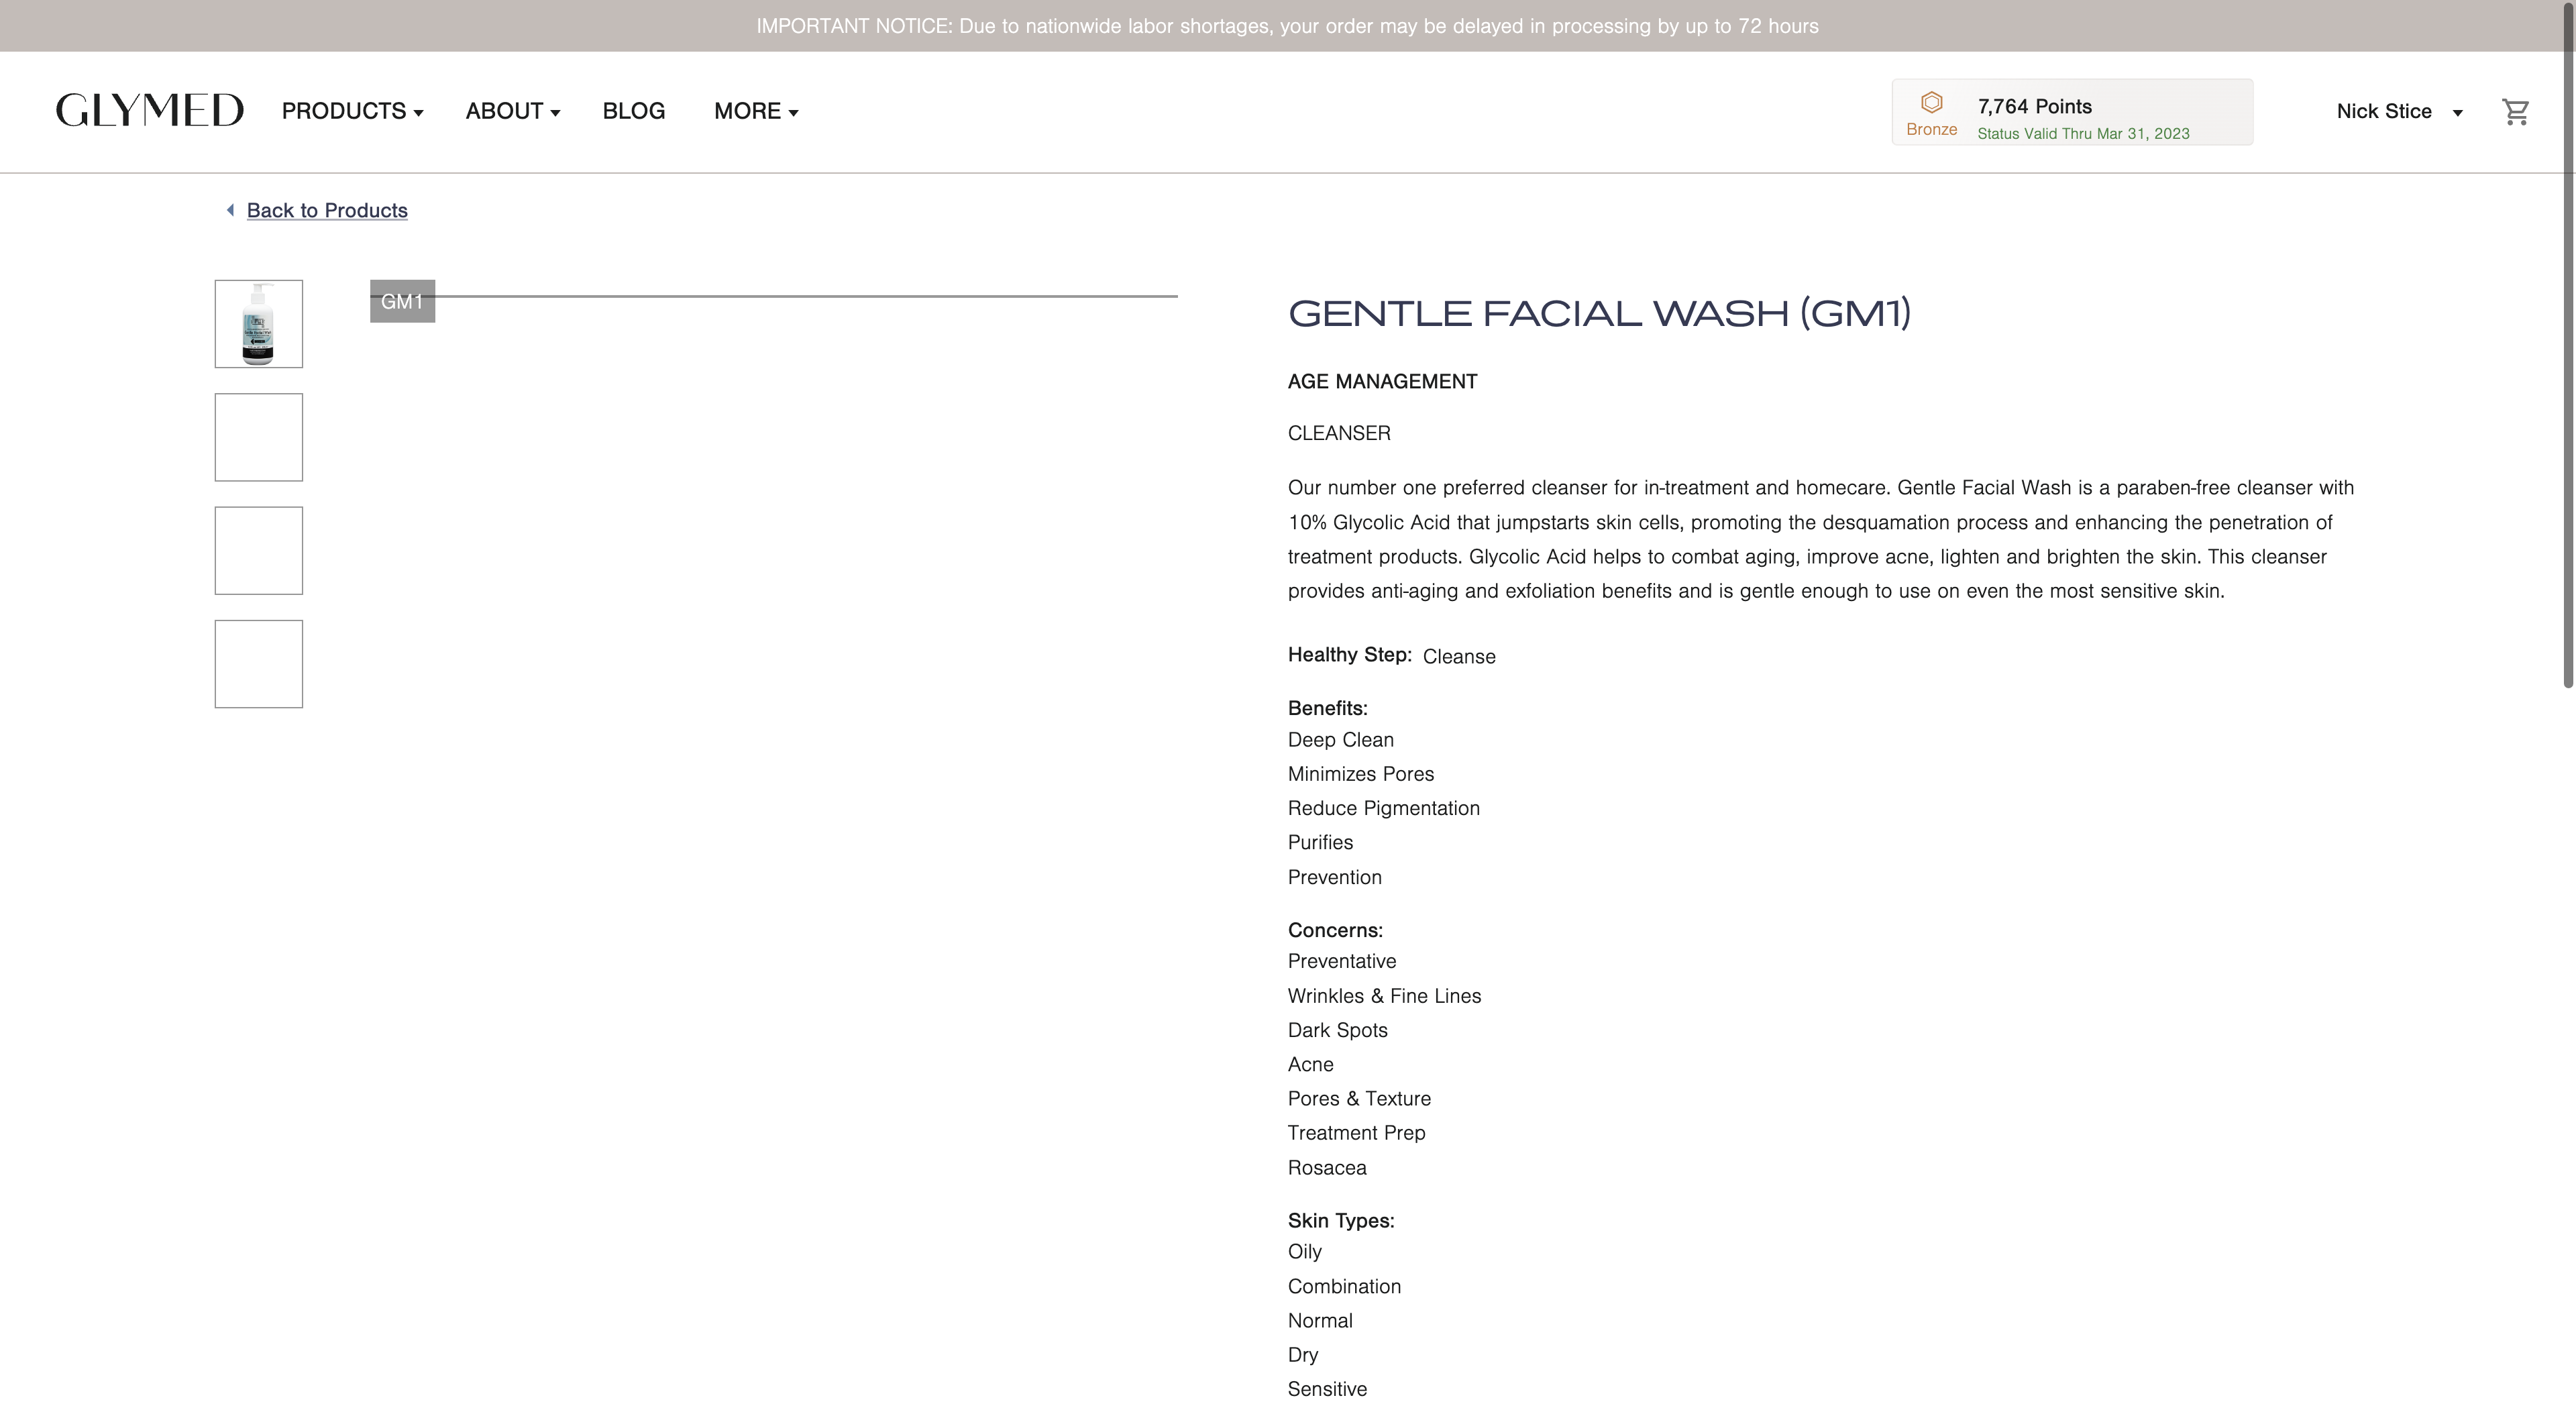 IMPORTANT NOTICE: Due to nationwide labor shortages, your order may be delayed in processing by up to 72 hours
GLYMED
PRODUCTS
ABOUT
BLOG
MORE
Bronze
7,764 Points
Status Valid Thru Mar 31, 2023
Nick Stice
Back to Products
GM1
GENTLE FACIAL WASH (GM1)
AGE MANAGEMENT
CLEANSER
Our number one preferred cleanser for in-treatment and homecare. Gentle Facial Wash is a paraben-free cleanser with
10% Glycolic Acid that jumpstarts skin cells, promoting the desquamation process and enhancing the penetration of
treatment products. Glycolic Acid helps to combat aging, improve acne, lighten and brighten the skin. This cleanser
provides anti-aging and exfoliation benefits and is gentle enough to use on even the most sensitive skin.
Healthy Step: Cleanse
Benefits:
Deep Clean
Minimizes Pores
Reduce Pigmentation
Purifies
Prevention
Concerns:
Preventative
Wrinkles & Fine Lines
Dark Spots
Acne
Pores & Texture
Treatment Prep
Rosacea
Skin Types:
Oily
Combination
Normal
Dry
Sensitive